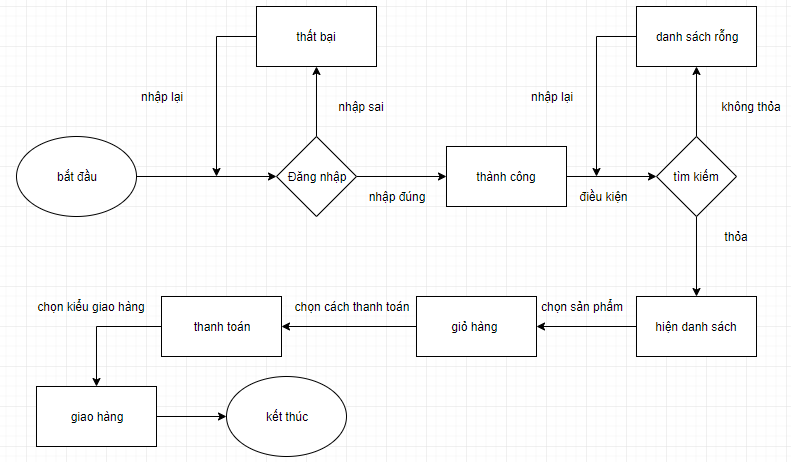 thất bại
danh sách rỗng
nhập lại
nhập sai
nhập lại
không thỏa
bắt đầu
Đăng nhập
nhập đúng
thành công
điều kiện
tìm kiếm
thỏa
chọn kiểu giao hàng
thanh toán
chọn cách thanh toán
giỏ hàng
chọn sản phẩm
hiện danh sách
giao hàng
kết thúc